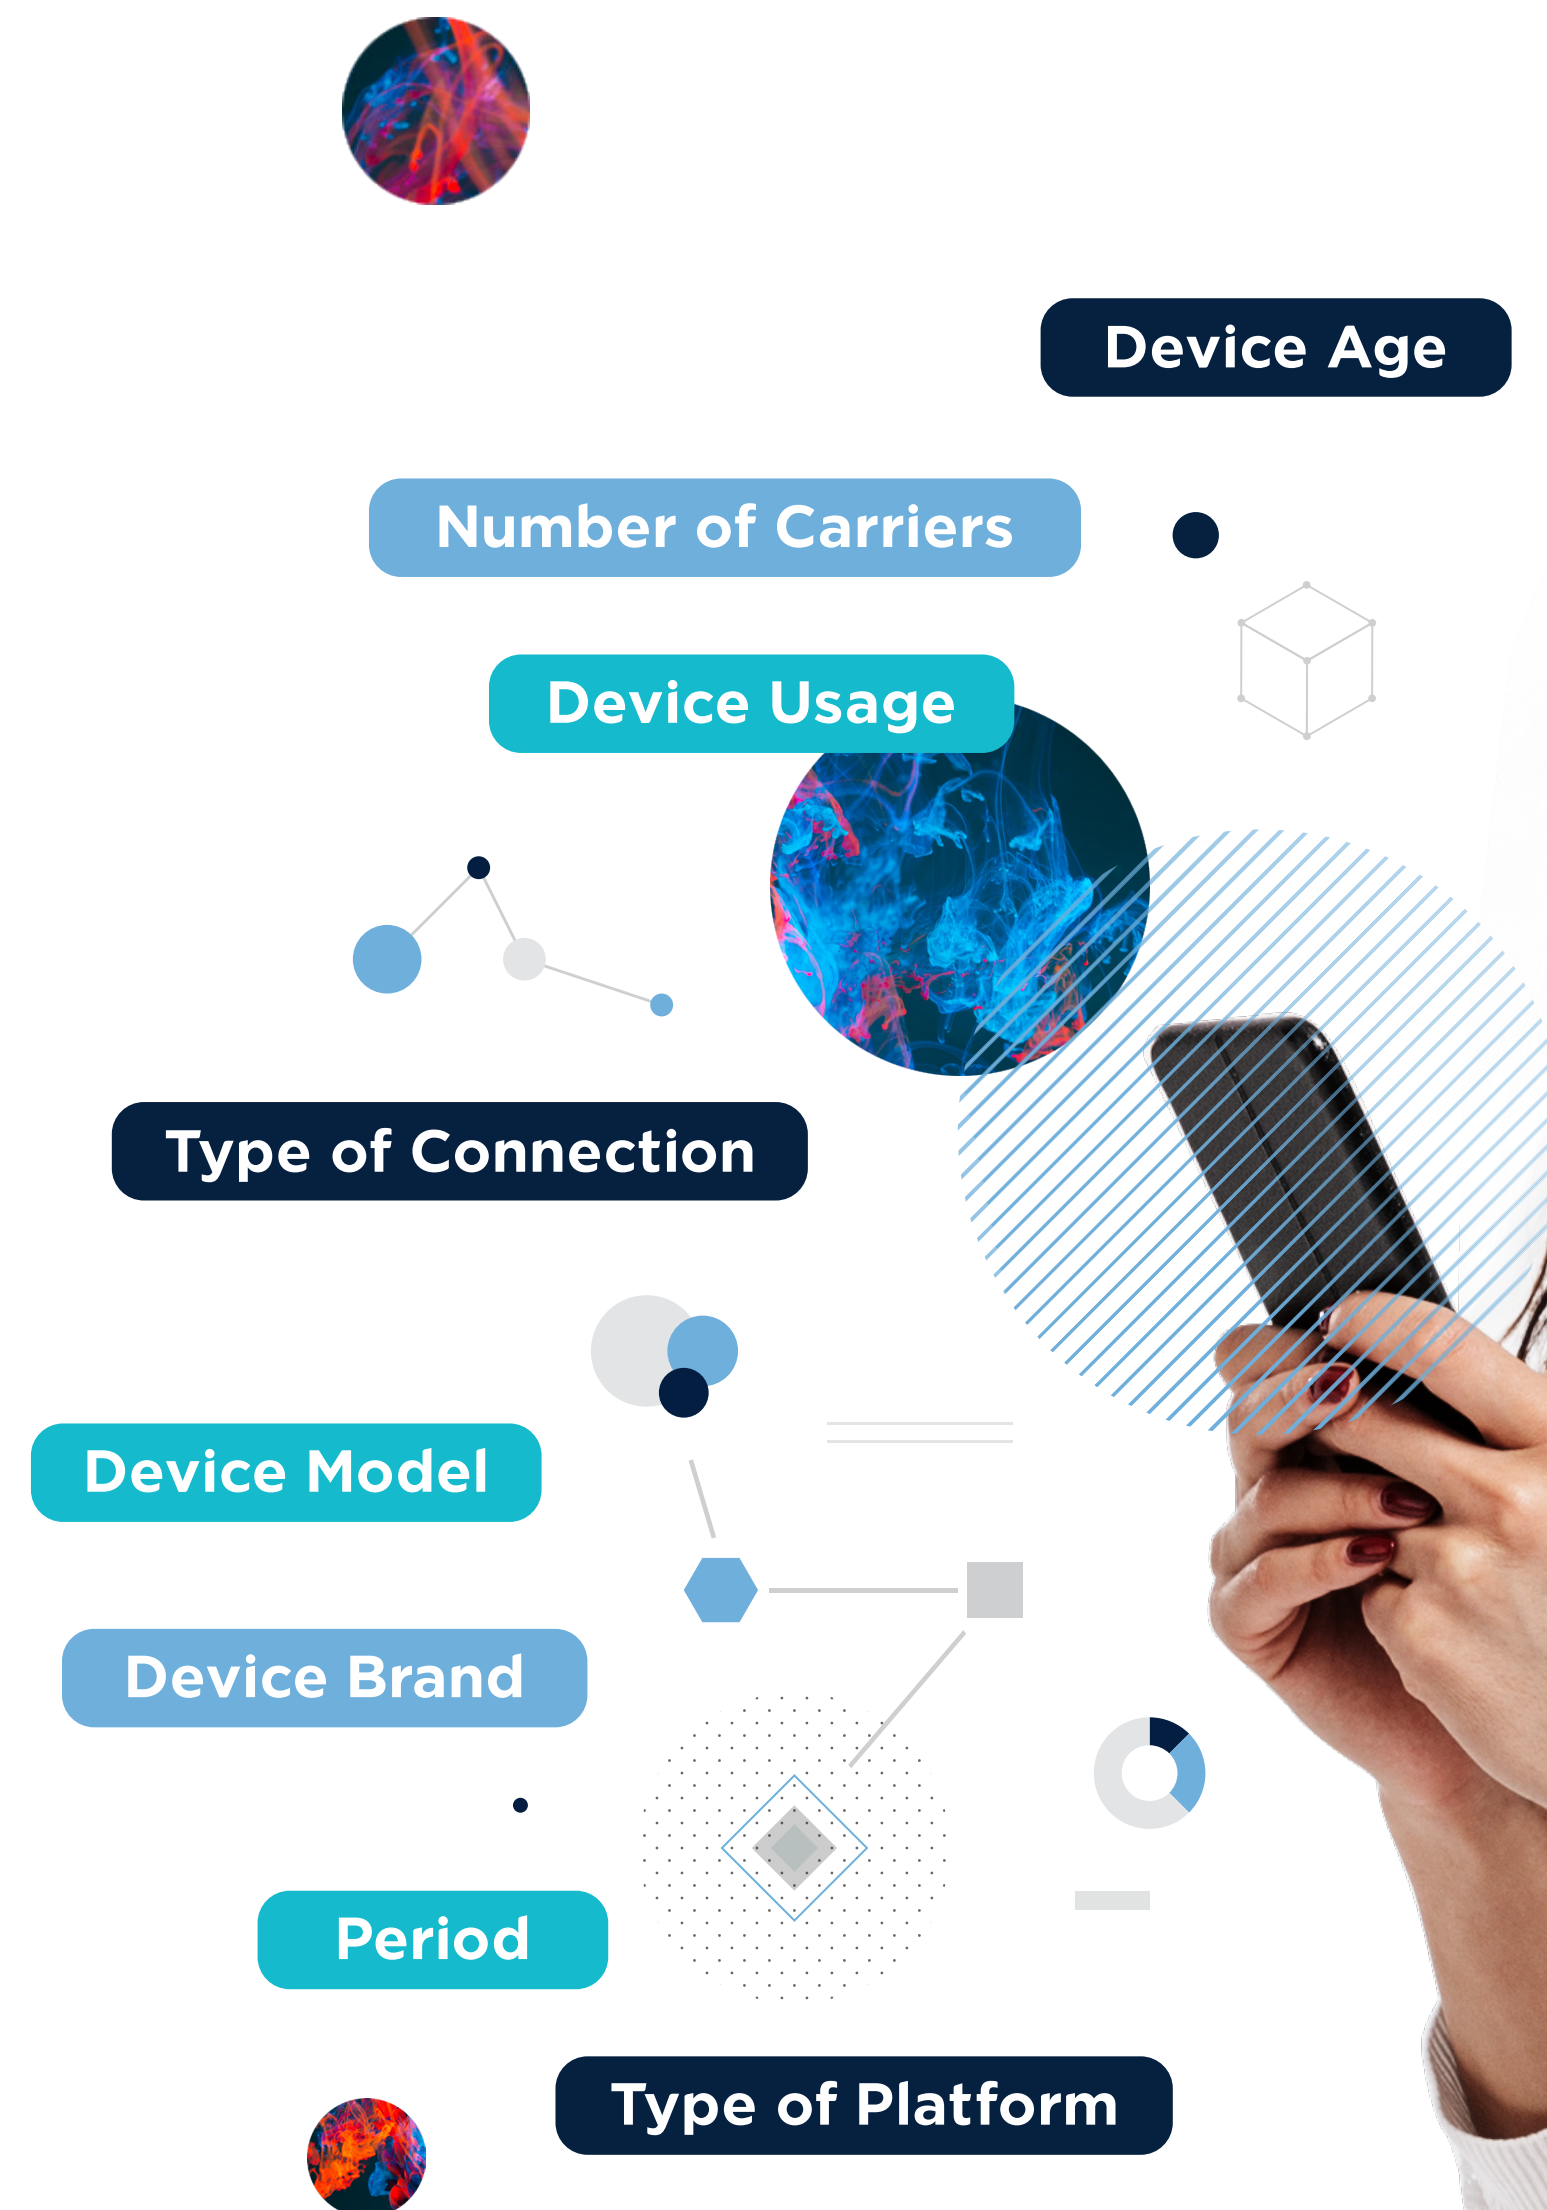 Device Age
Number of Carriers
Device Usage
Type of Connection
Device Model
Device Brand
Period
Type of Platform